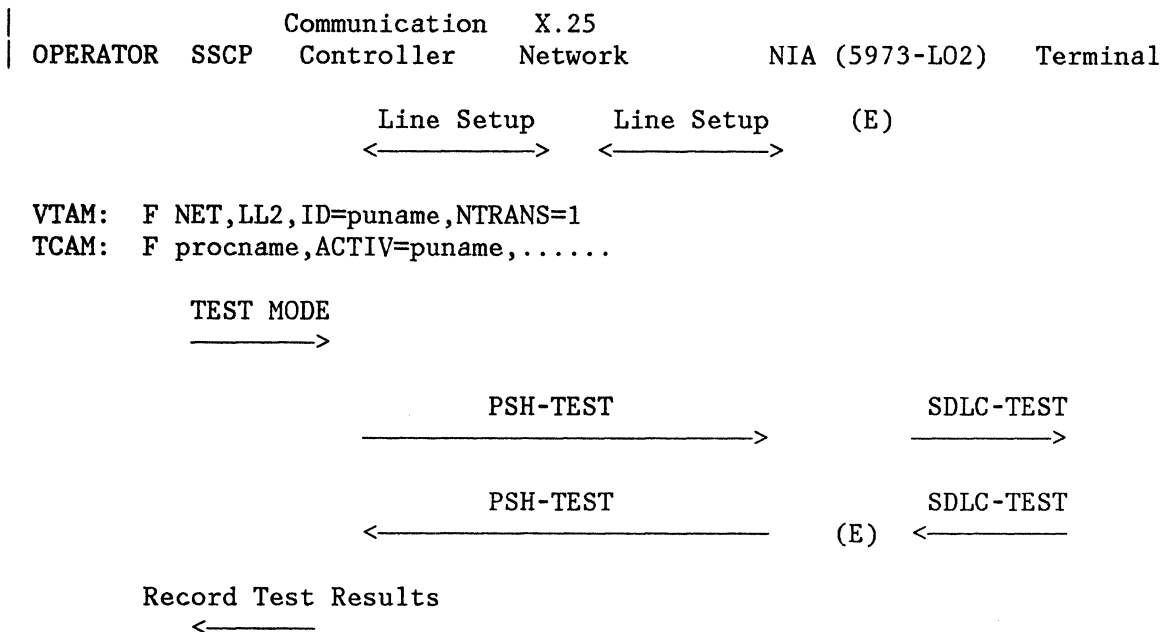 Communication X.25
OPERATOR SSCP Controller Network NIA (5973-L02) Terminal
Line Setup Line Setup (E)
VTAM: F NET,LL2,ID=puname,NTRANS=1
TCAM: F procname,ACTIV=puname,......
TEST MODE
PSH-TEST SDLC-TEST
PSH-TEST SDLC-TEST
(E)
Record Test Results